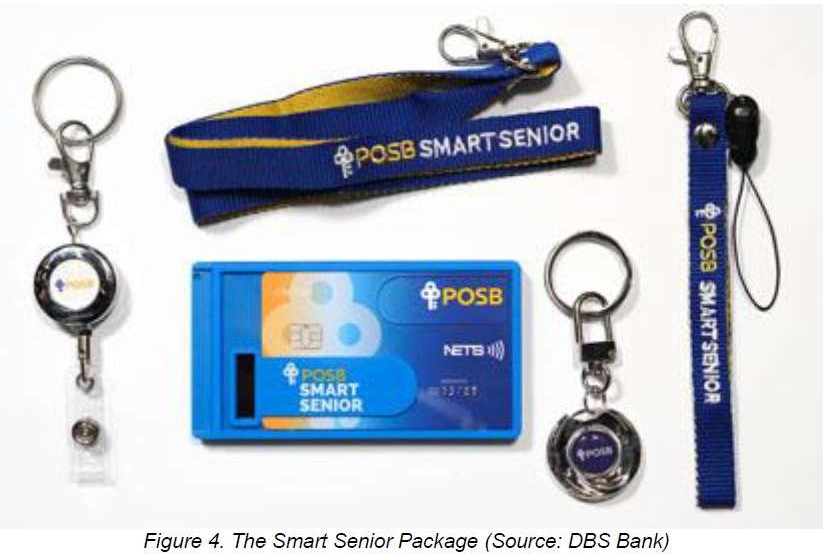 POSB SMART SENIOR
POSB
POSB SMART SENIOR
POSB
NETS
POSB
SMART
SENIOR
POSB
Figure 4. The Smart Senior Package (Source: DBS Bank)